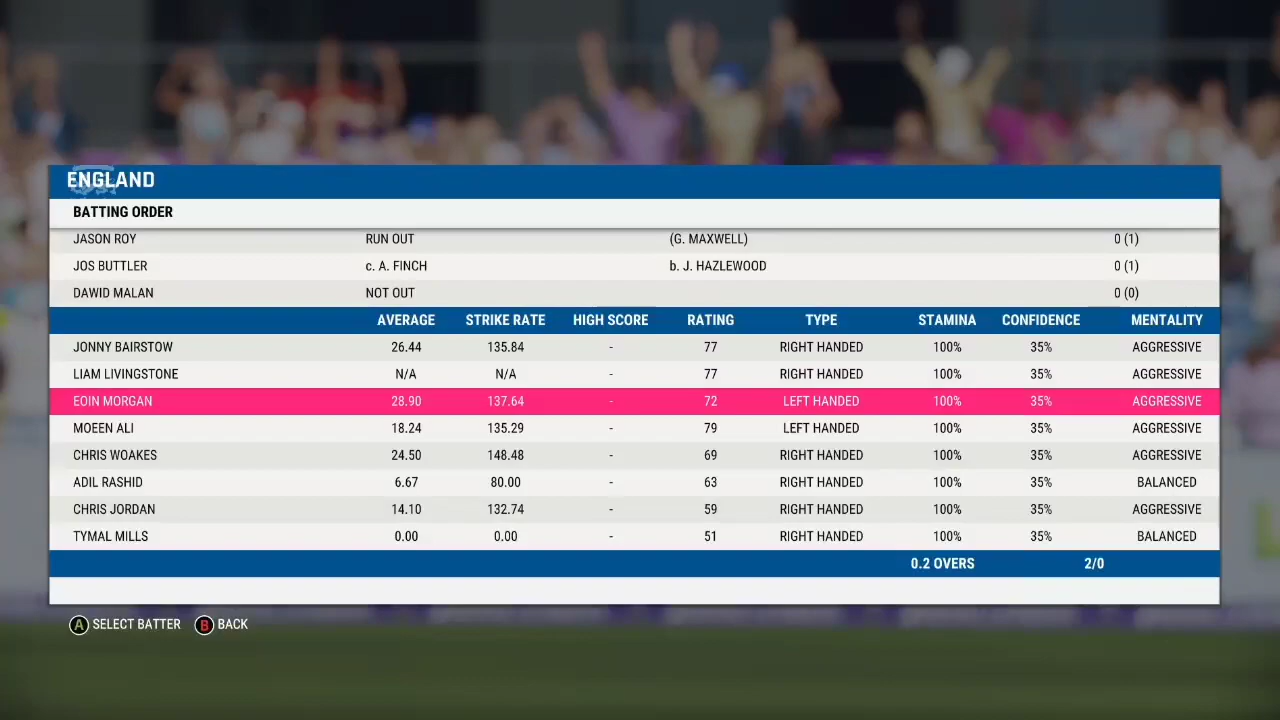 ENGLAND
BATTING ORDER
JASON ROY RUN OUT (G. MAXWELL) 0 (1)
JOS BUTTLER c. A. FINCH b. J. HAZLEWOOD 0 (1)
DAWID MALAN NOT OUT 0 (0)
AVERAGE STRIKE RATE HIGH SCORE RATING TYPE STAMINA CONFIDENCE MENTALITY
JONNY BAIRSTOW 26.44 135.84 - 77 RIGHT HANDED 100% 35% AGGRESSIVE
LIAM LIVINGSTONE N/A N/A - 77 RIGHT HANDED 100% 35% AGGRESSIVE
EOIN MORGAN 28.90 137.64 - 72 LEFT HANDED 100% 35% AGGRESSIVE
MOEEN ALI 18.24 135.29 - 79 LEFT HANDED 100% 35% AGGRESSIVE
CHRIS WOAKES 24.50 148.48 - 69 RIGHT HANDED 100% 35% AGGRESSIVE
ADIL RASHID 6.67 80.00 - 63 RIGHT HANDED 100% 35% BALANCED
CHRIS JORDAN 14.10 132.74 - 59 RIGHT HANDED 100% 35% AGGRESSIVE
TYMAL MILLS 0.00 0.00 - 51 RIGHT HANDED 100% 35% BALANCED
0.2 OVERS 2/0
A SELECT BATTER B BACK